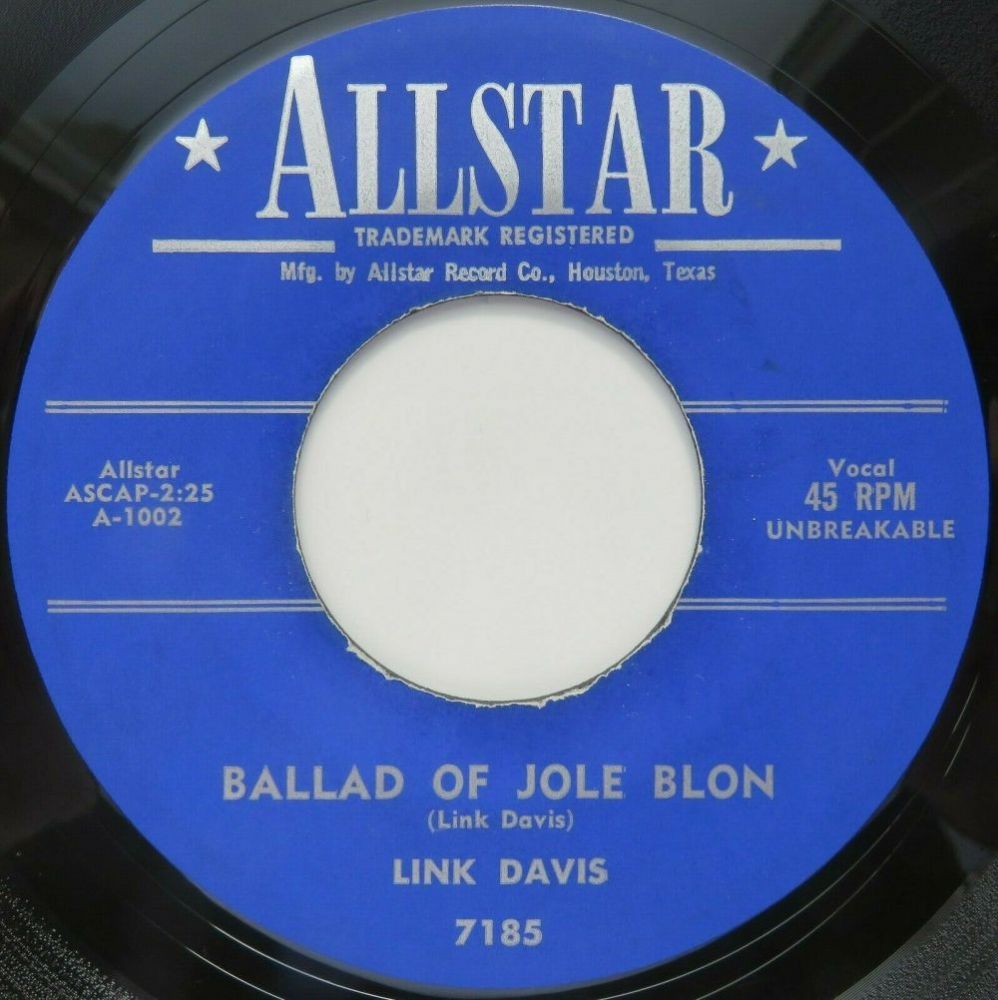 ALLSTAR
TRADEMARK REGISTERED
Mfg. by Allstar Record Co., Houston, Texas
Allstar
ASCAP-2:25
A-1002
Vocal
45 RPM
UNBREAKABLE
BALLAD OF JOLE BLON
(Link Davis)
LINK DAVIS
7185